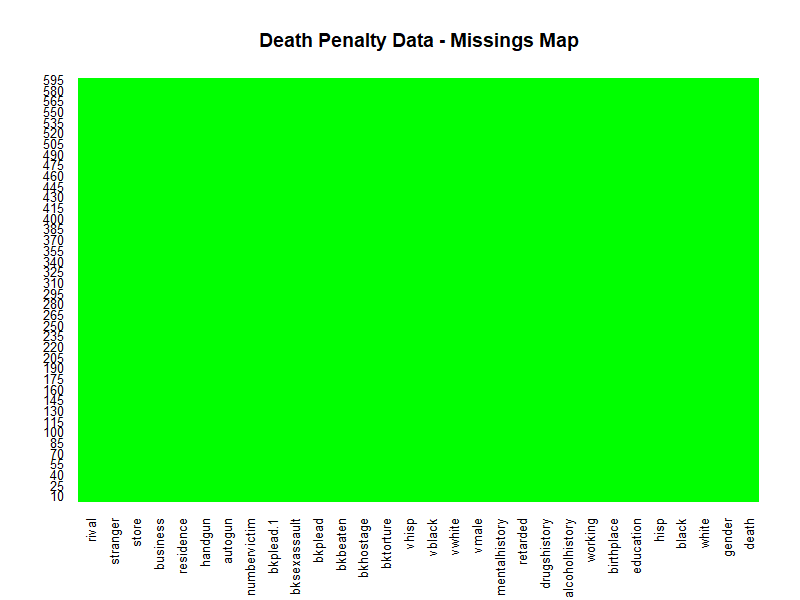 Death Penalty Data - Missings Map
595
580
565
550
535
520
505
490
475
460
445
430
415
400
385
370
355
340
325
310
295
280
265
250
235
220
205
190
175
160
145
130
115
100
85
70
55
40
25
10
rival
stranger
store
business
residence
handgun
autogun
numbervictim
bkplead.1
bksexassault
bkplead
bkbeaten
bkhostage
bktorture
vhisp
vblack
vwhite
vmale
mentalhistory
retarded
drugshistory
alcoholhistory
working
birthplace
education
hisp
black
white
gender
death